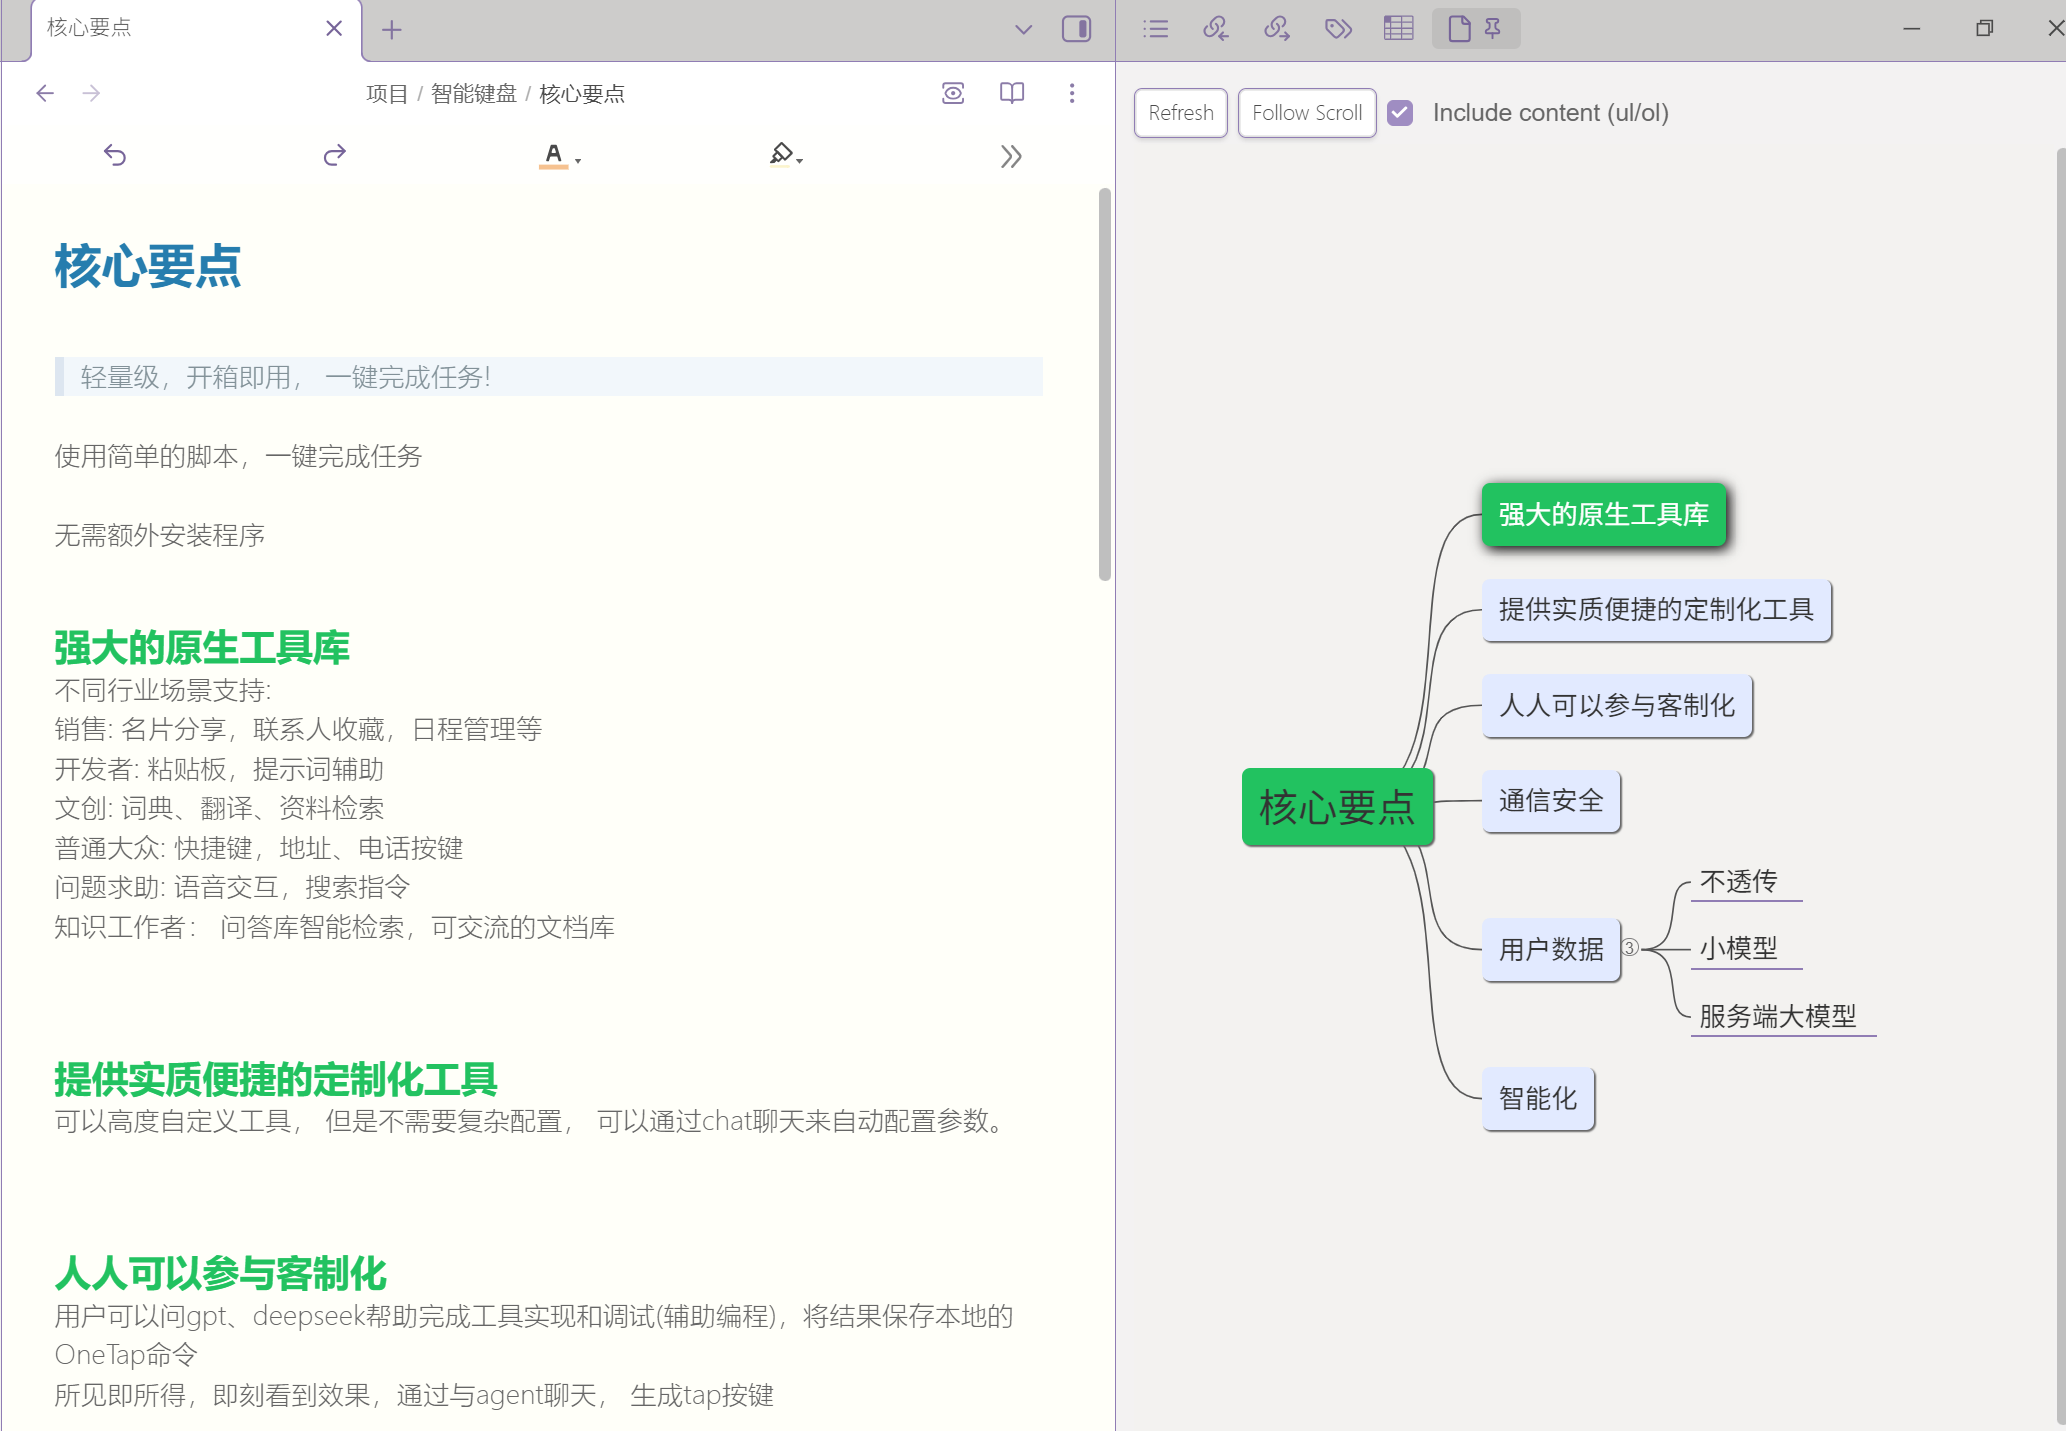 核心要点
项目 / 智能键盘 / 核心要点
A
核心要点
轻量级，开箱即用， 一键完成任务!
使用简单的脚本，一键完成任务
无需额外安装程序
强大的原生工具库
不同行业场景支持:
销售: 名片分享，联系人收藏，日程管理等
开发者: 粘贴板，提示词辅助
文创: 词典、翻译、资料检索
普通大众: 快捷键，地址、电话按键
问题求助: 语音交互，搜索指令
知识工作者： 问答库智能检索，可交流的文档库
提供实质便捷的定制化工具
可以高度自定义工具， 但是不需要复杂配置， 可以通过chat聊天来自动配置参数。
人人可以参与客制化
用户可以问gpt、deepseek帮助完成工具实现和调试(辅助编程)，将结果保存本地的
OneTap命令
所见即所得，即刻看到效果，通过与agent聊天， 生成tap按键
Refresh
Follow Scroll
Include content (ul/ol)
强大的原生工具库
提供实质便捷的定制化工具
人人可以参与客制化
核心要点
通信安全
不透传
用户数据
3
小模型
服务端大模型
智能化